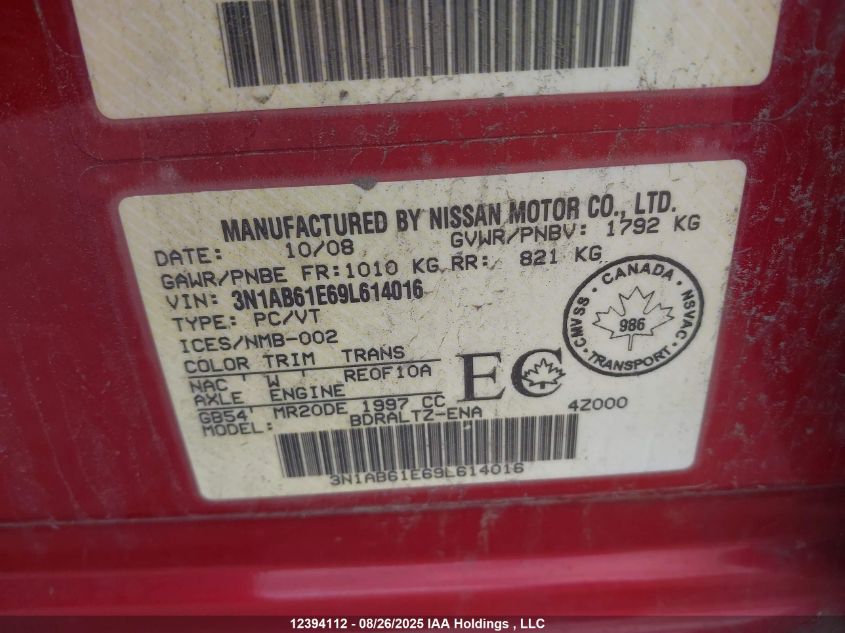 MANUFACTURED BY NISSAN MOTOR CO., LTD.
DATE: 10/08 GVWR/PNBV: 1792 KG
GAWR/PNBE FR:1010 KG RR: 821 KG
VIN: 3N1AB61E69L614016
TYPE: PC/VT
ICES/NMB-002
COLOR TRIM TRANS
NAC W REOF10A
AXLE ENGINE
GB54 MR20DE 1997 CC
MODEL: BDRALTZ-ENA 4Z000
EC
CANADA
CMVSS NSVAC
986
TRANSPORT
3N1AB61E69L614016
12394112 - 08/26/2025 IAA Holdings , LLC